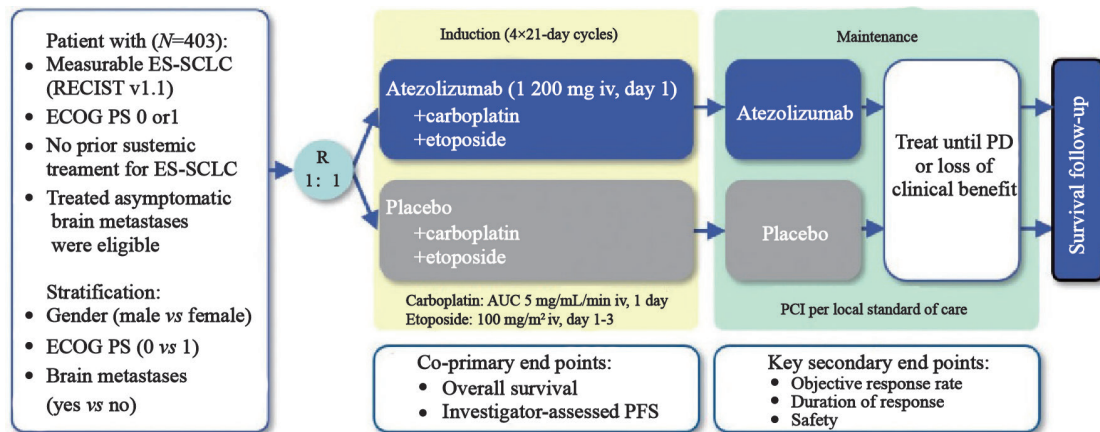 Patient with (N=403):
• Measurable ES-SCLC
(RECIST v1.1)
• ECOG PS 0 or1
• No prior sustemic
treament for ES-SCLC
• Treated asymptomatic
brain metastases
were eligible
Stratification:
• Gender (male vs female)
• ECOG PS (0 vs 1)
• Brain metastases
(yes vs no)
R
1: 1
Induction (4×21-day cycles)
Atezolizumab (1 200 mg iv, day 1)
+carboplatin
+etoposide
Placebo
+carboplatin
+etoposide
Carboplatin: AUC 5 mg/mL/min iv, 1 day
Etoposide: 100 mg/m² iv, day 1-3
Maintenance
Atezolizumab
Placebo
Treat until PD
or loss of
clinical benefit
PCI per local standard of care
Survival follow-up
Co-primary end points:
• Overall survival
• Investigator-assessed PFS
Key secondary end points:
• Objective response rate
• Duration of response
• Safety